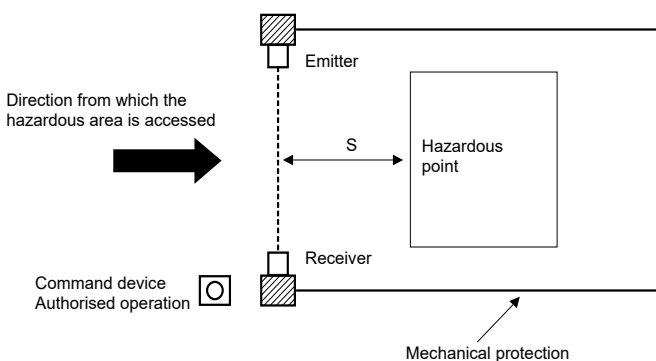 Emitter
Direction from which the
hazardous area is accessed
S
Hazardous
point
Receiver
Command device
Authorised operation
Mechanical protection